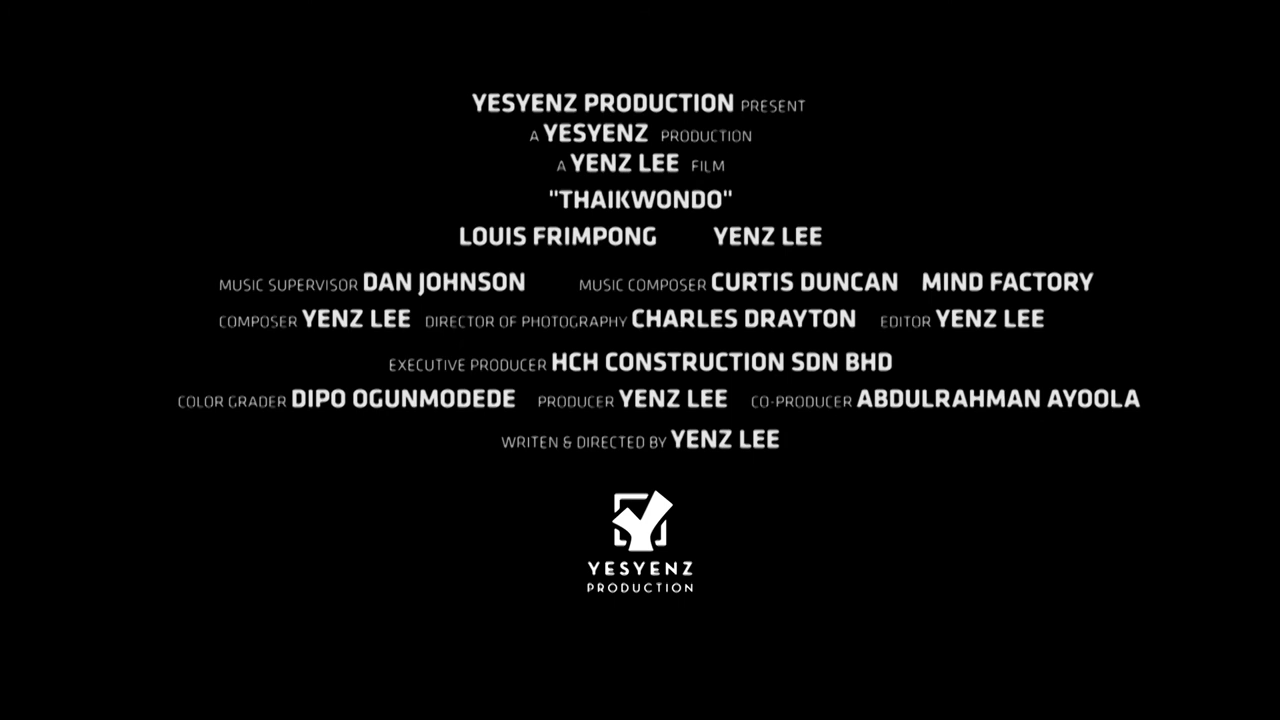 YESYENZ PRODUCTION PRESENT
A YESYENZ PRODUCTION
A YENZ LEE FILM
"THAIKWONDO"
LOUIS FRIMPONG YENZ LEE
MUSIC SUPERVISOR DAN JOHNSON MUSIC COMPOSER CURTIS DUNCAN MIND FACTORY
COMPOSER YENZ LEE DIRECTOR OF PHOTOGRAPHY CHARLES DRAYTON EDITOR YENZ LEE
EXECUTIVE PRODUCER HCH CONSTRUCTION SDN BHD
COLOR GRADER DIPO OGUNMODEDE PRODUCER YENZ LEE CO-PRODUCER ABDULRAHMAN AYOOLA
WRITEN & DIRECTED BY YENZ LEE
YESYENZ
PRODUCTION